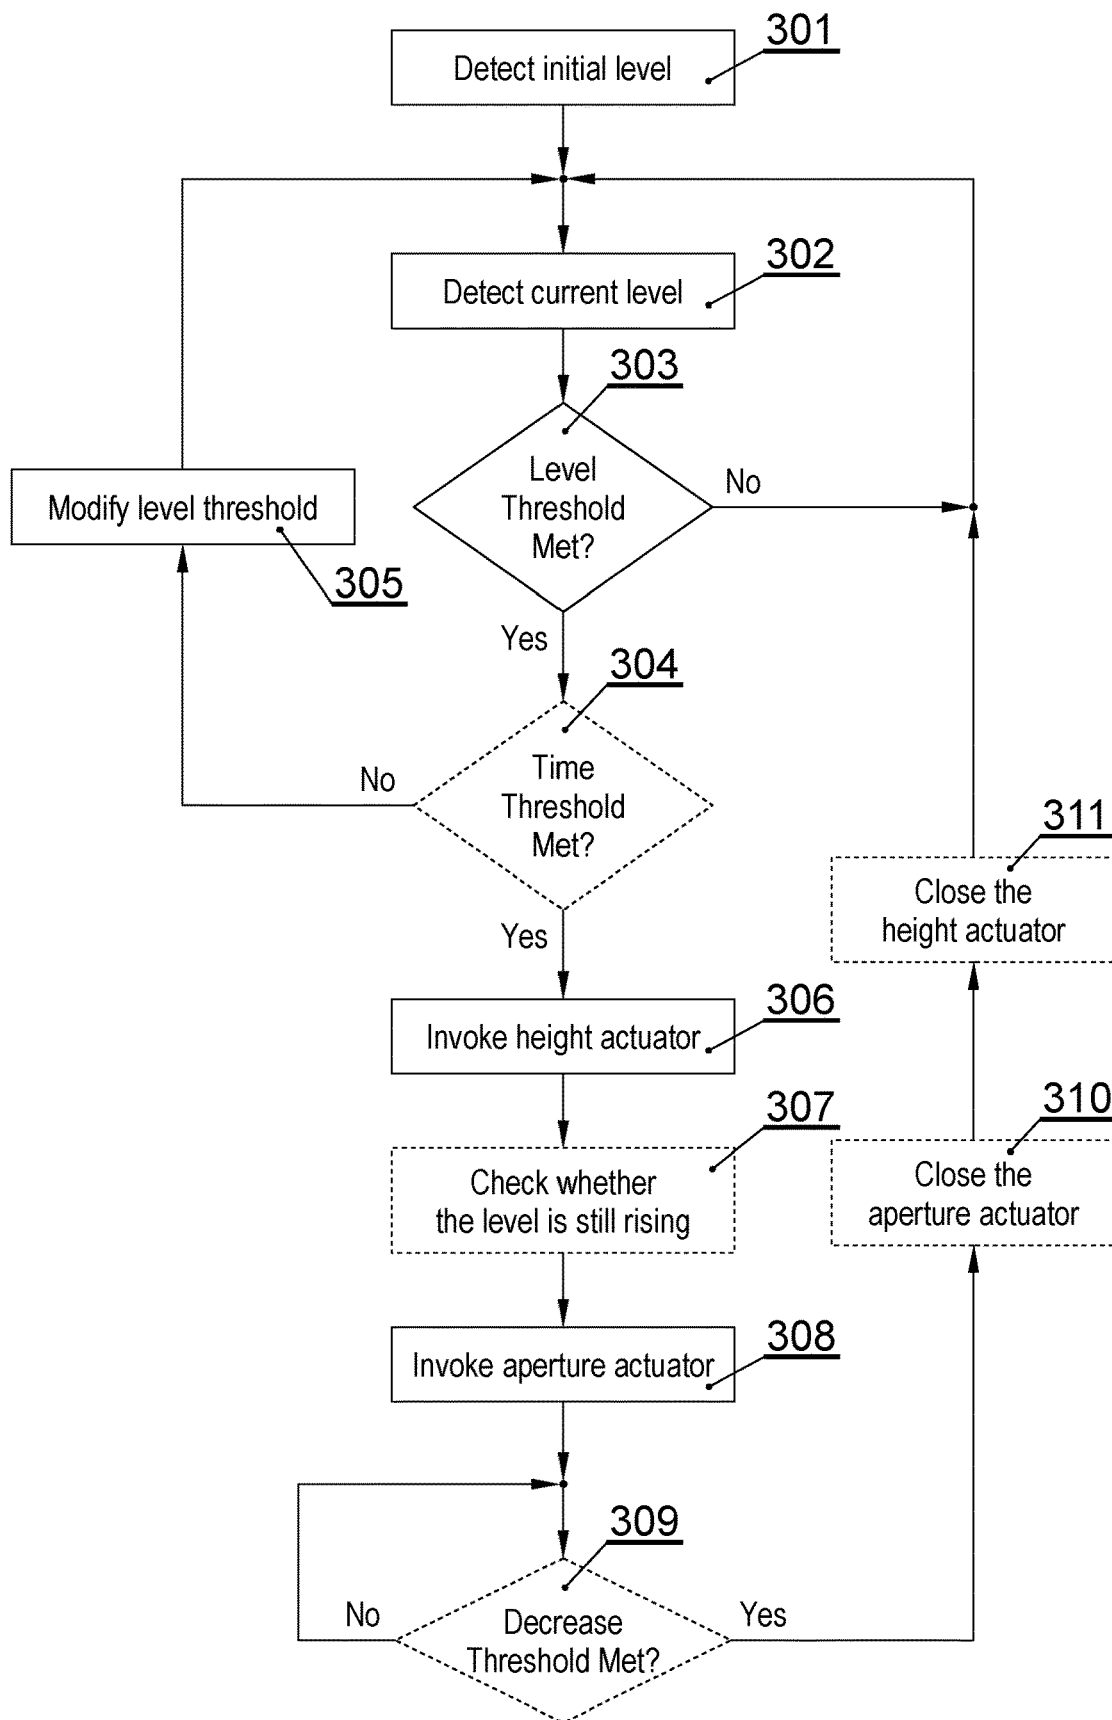 301
Detect initial level
302
Detect current level
303
Level
Threshold
Met?
No
Modify level threshold
305
Yes
304
Time
Threshold
Met?
No
Yes
311
Close the
height actuator
306
Invoke height actuator
307
Check whether
the level is still rising
310
Close the
aperture actuator
308
Invoke aperture actuator
309
Decrease
Threshold Met?
No
Yes